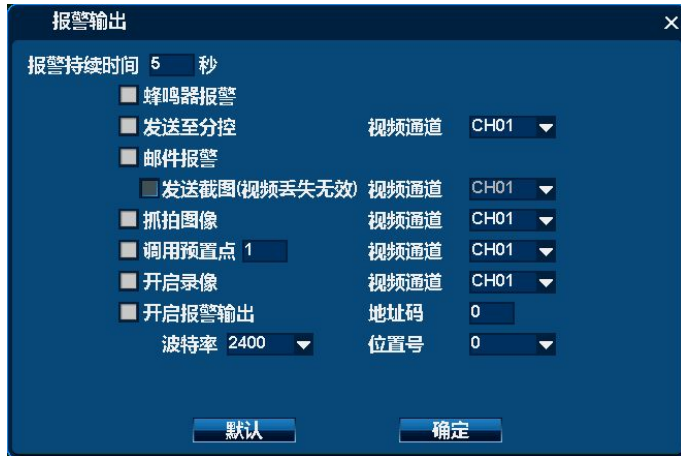 报警输出
报警持续时间 5 秒
蜂鸣器报警
发送至分控 视频通道 CH01
邮件报警
发送截图(视频丢失无效) 视频通道 CH01
抓拍图像 视频通道 CH01
调用预置点 1 视频通道 CH01
开启录像 视频通道 CH01
开启报警输出 地址码 0
波特率 2400 位置号 0
默认 确定